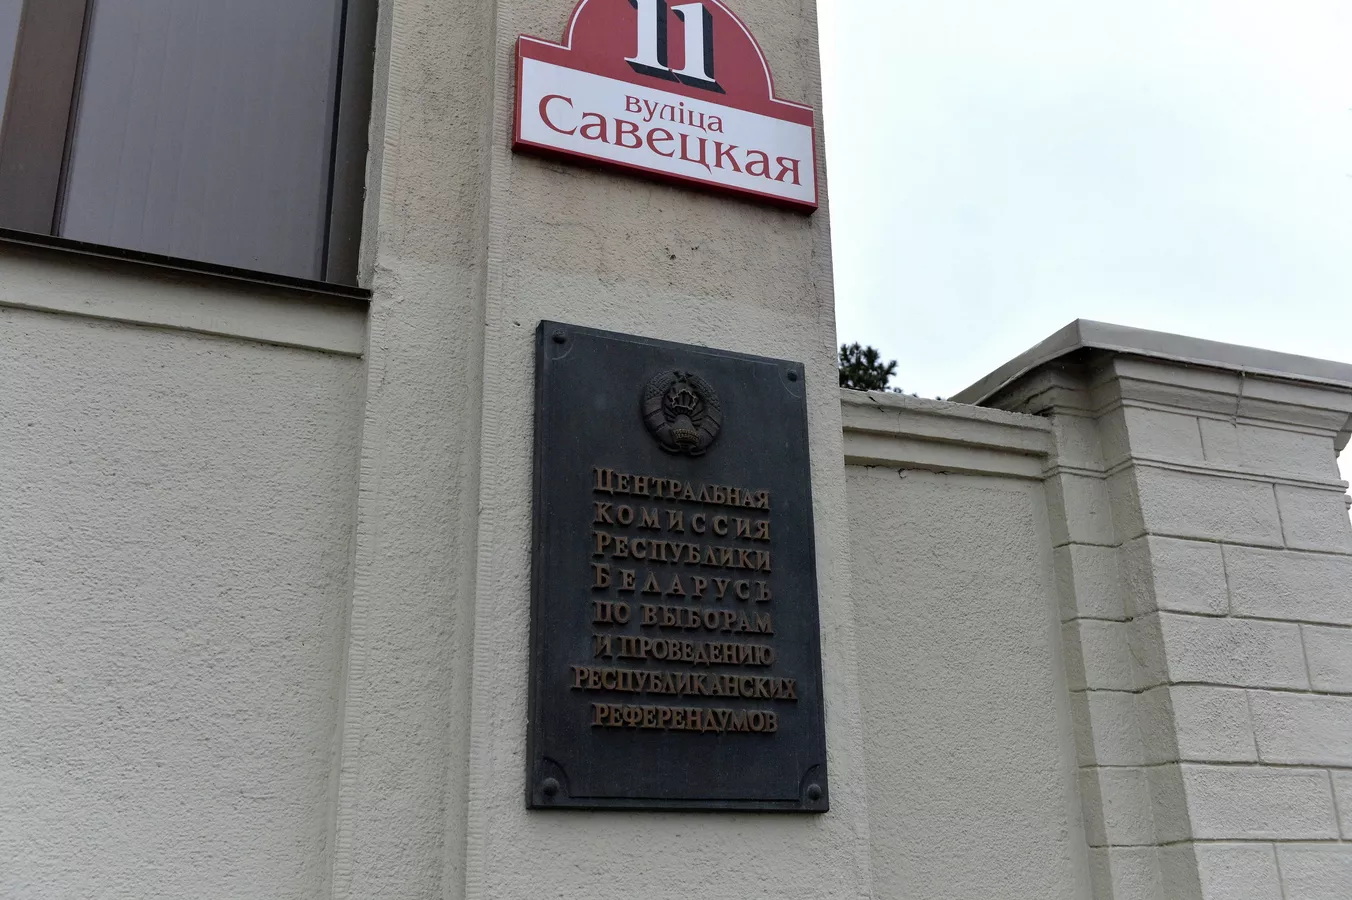 11
вуліца
Савецкая
ЦЕНТРАЛЬНАЯ
КОМИССИЯ
РЕСПУБЛИКИ
БЕЛАРУСЬ
ПО ВЫБОРАМ
И ПРОВЕДЕНИЮ
РЕСПУБЛИКАНСКИХ
РЕФЕРЕНДУМОВ